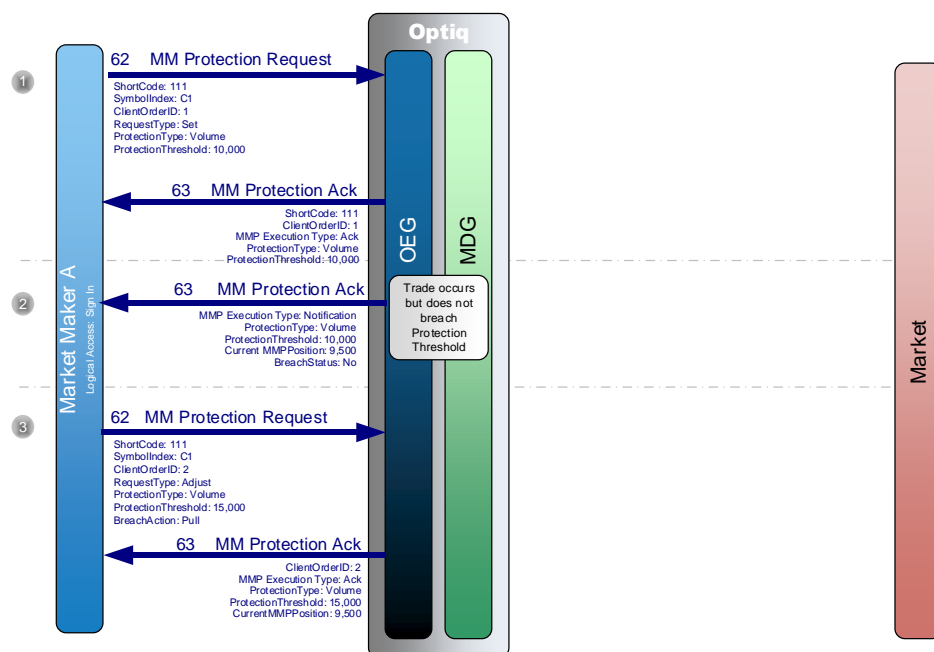 Optiq
1
62 MM Protection Request
ShortCode: 111
SymbolIndex: C1
ClientOrderID: 1
RequestType: Set
ProtectionType: Volume
ProtectionThreshold: 10,000
63 MM Protection Ack
ShortCode: 111
ClientOrderID: 1
MMP Execution Type: Ack
ProtectionType: Volume
ProtectionThreshold: 10,000
OEG
MDG
Market Maker A
Logical Access: Sign In
Market
2
63 MM Protection Ack
MMP Execution Type: Notification
ProtectionType: Volume
ProtectionThreshold: 10,000
Current MMPPosition: 9,500
BreachStatus: No
Trade occurs
but does not
breach
Protection
Threshold
3
62 MM Protection Request
ShortCode: 111
SymbolIndex: C1
ClientOrderID: 2
RequestType: Adjust
ProtectionType: Volume
ProtectionThreshold: 15,000
BreachAction: Pull
63 MM Protection Ack
ClientOrderID: 2
MMP Execution Type: Ack
ProtectionType: Volume
ProtectionThreshold: 15,000
CurrentMMPPosition: 9,500